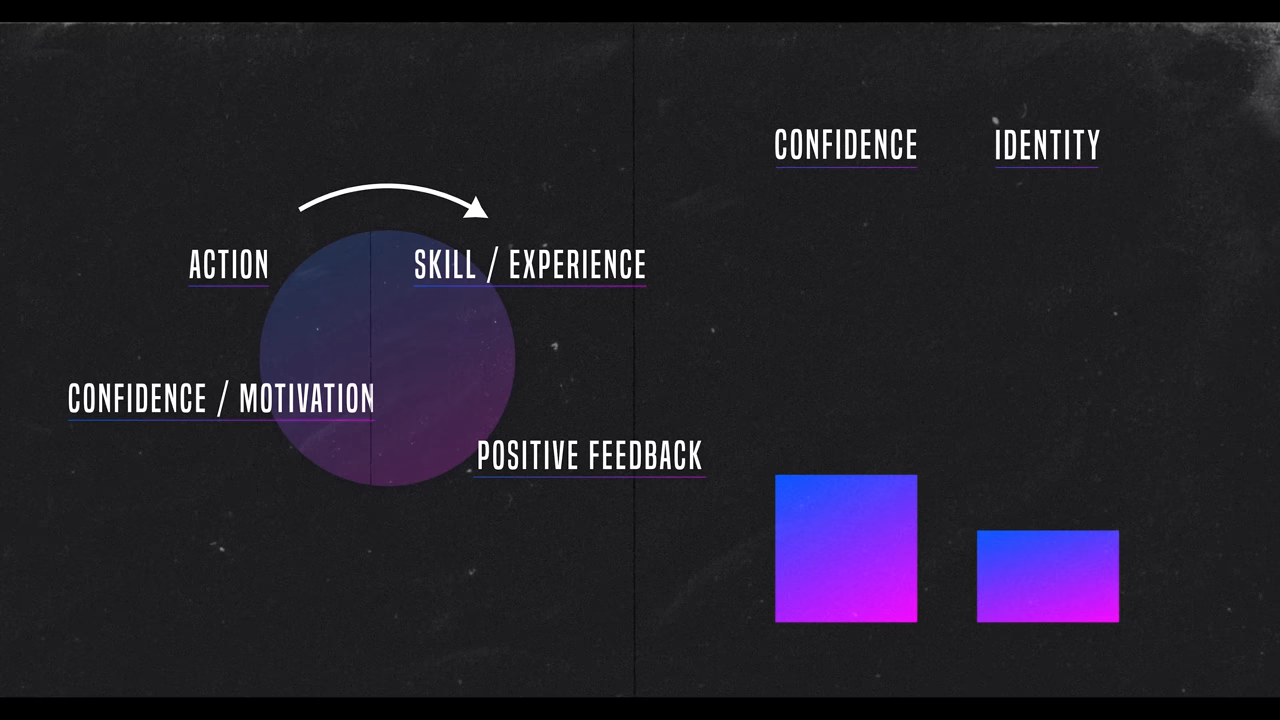 CONFIDENCE
IDENTITY
ACTION
SKILL / EXPERIENCE
CONFIDENCE / MOTIVATION
POSITIVE FEEDBACK